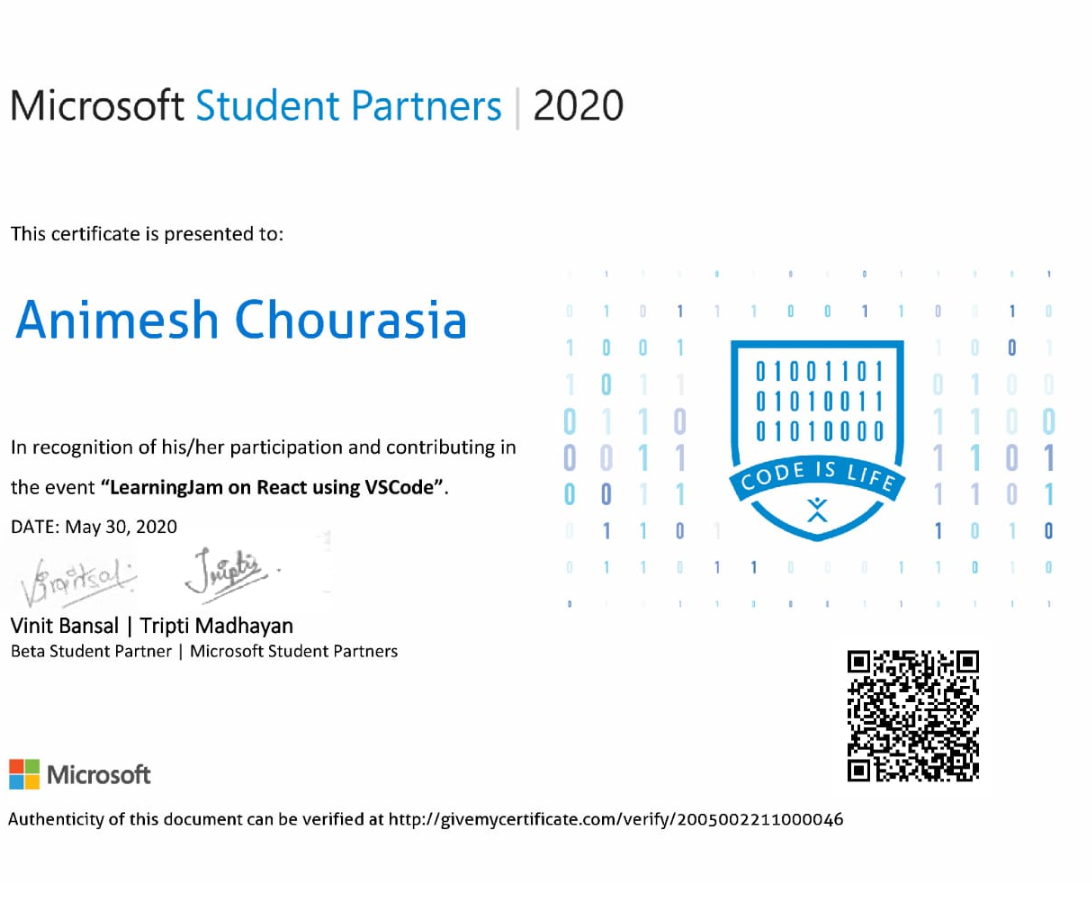 Microsoft Student Partners | 2020
This certificate is presented to:
Animesh Chourasia
In recognition of his/her participation and contributing in
the event “LearningJam on React using VSCode”.
DATE: May 30, 2020
Tripti
Vinit Bansal | Tripti Madhayan
Beta Student Partner | Microsoft Student Partners
01001101
01010011
01010000
CODE IS LIFE
Microsoft
Authenticity of this document can be verified at http://givemycertificate.com/verify/2005002211000046